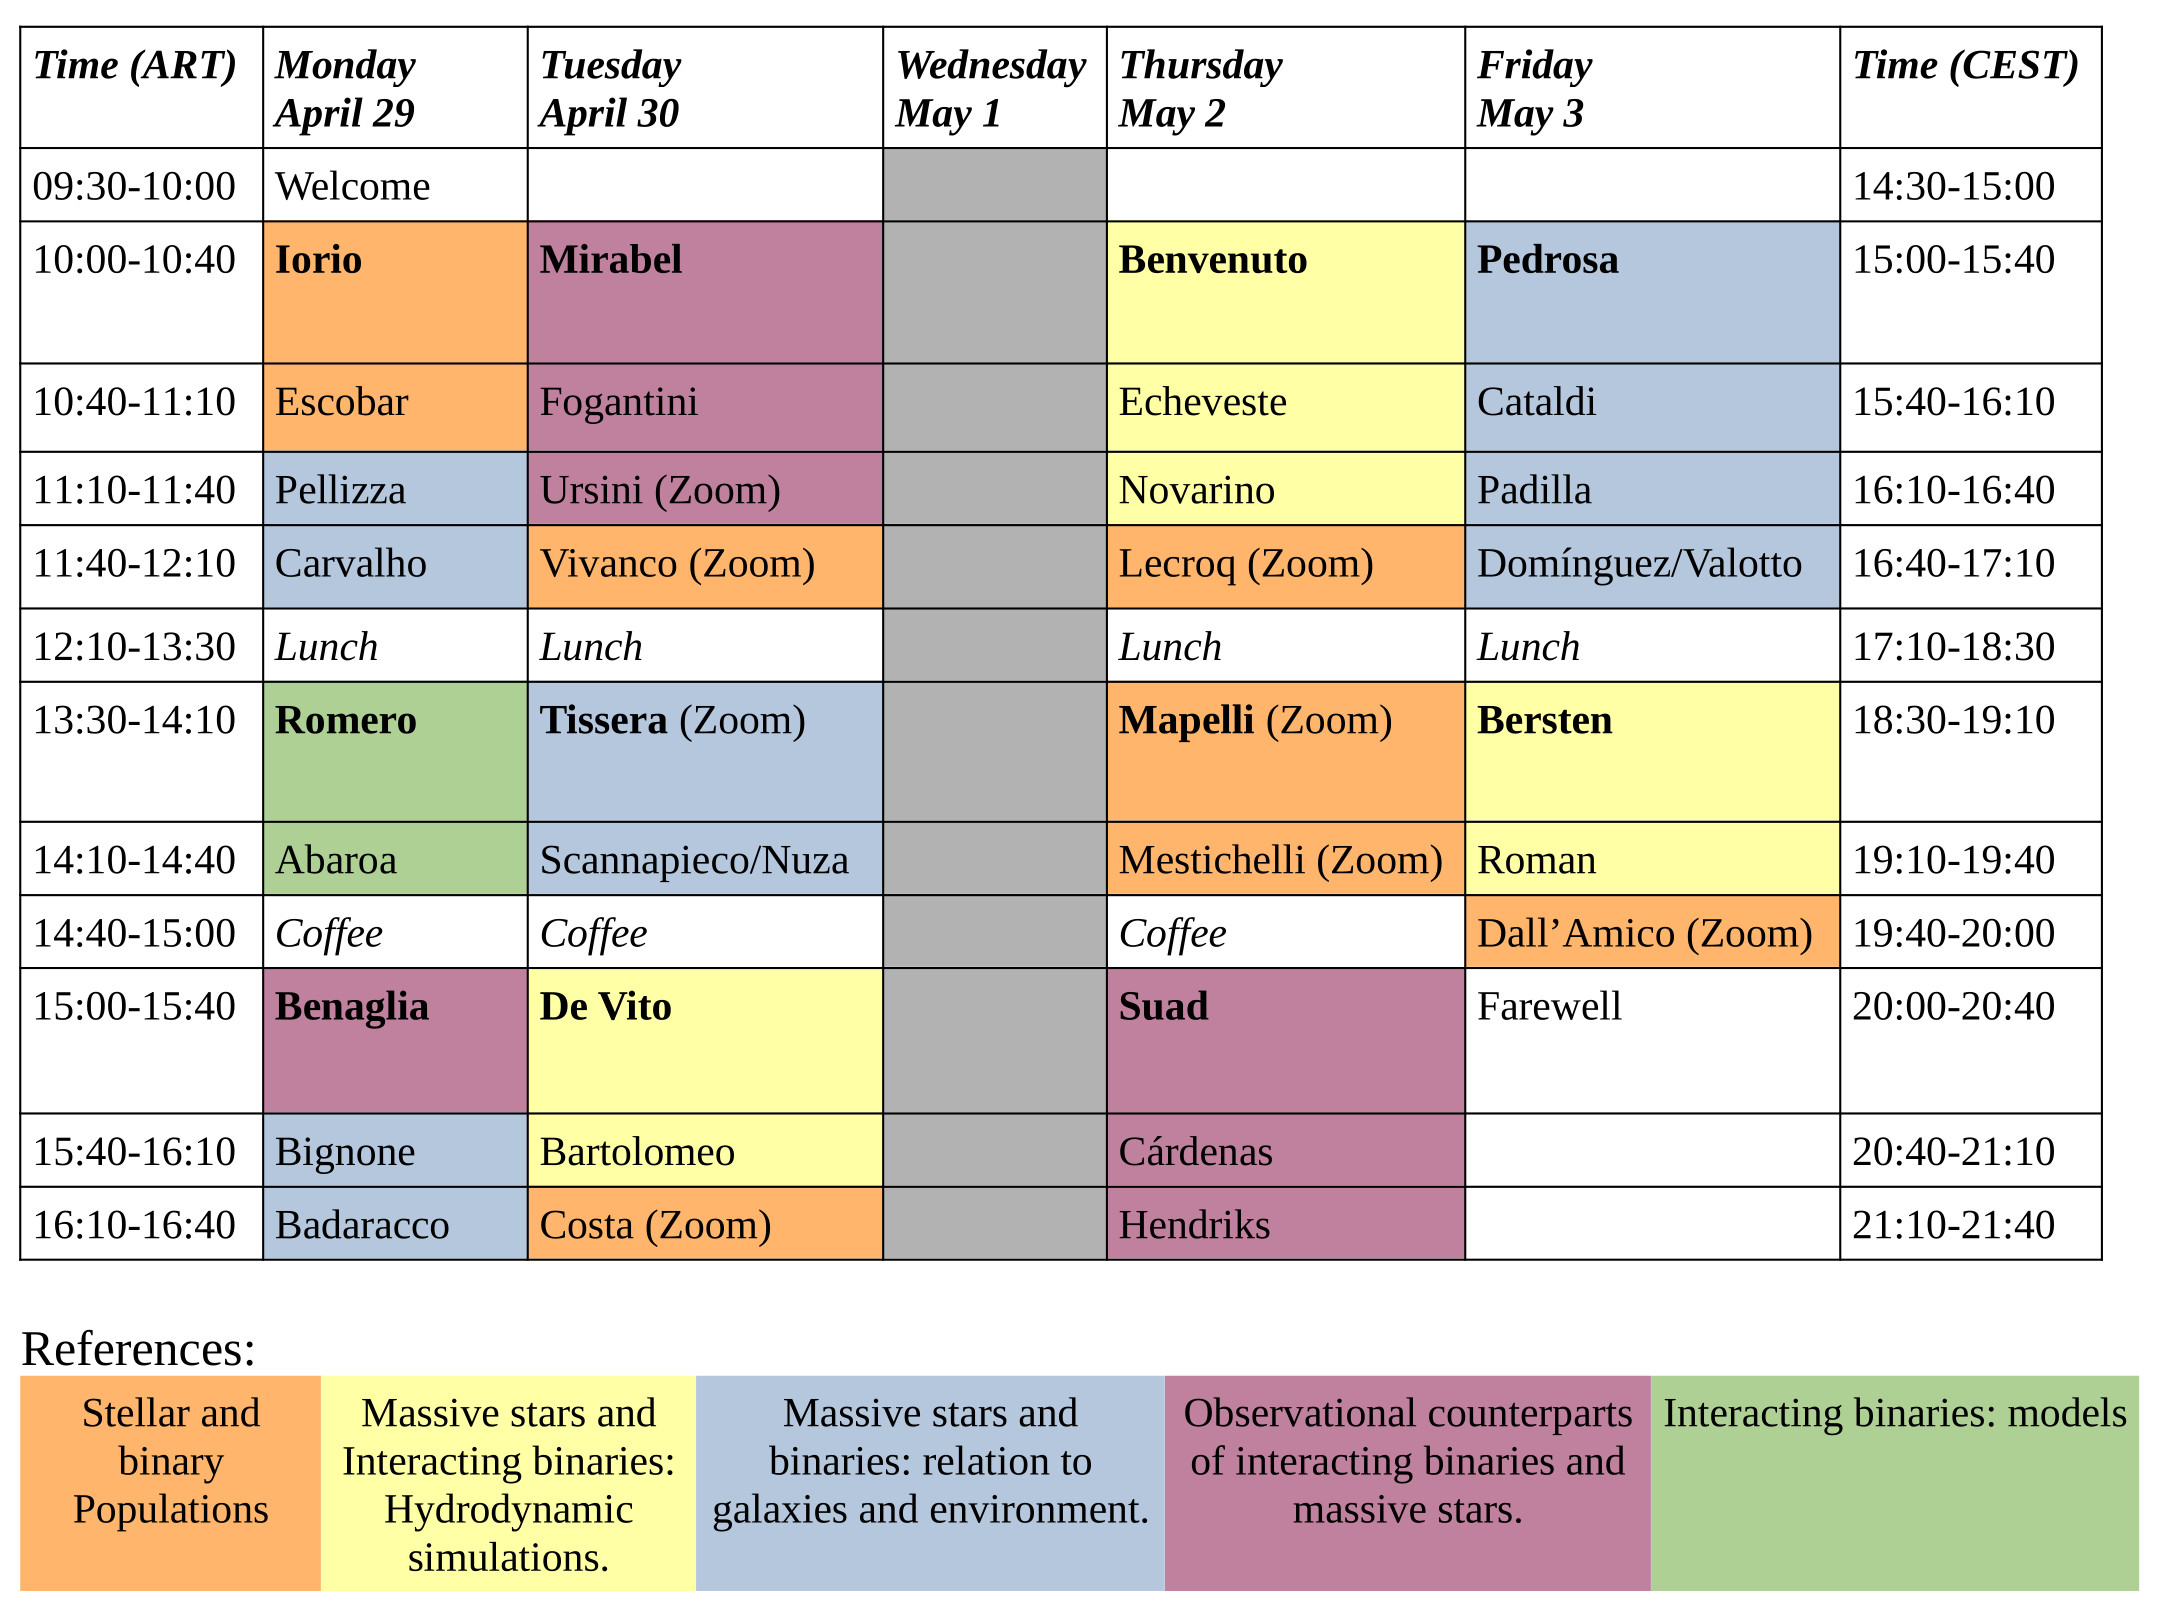 Time (ART) Monday April 29 Tuesday April 30 Wednesday May 1 Thursday May 2 Friday May 3 Time (CEST)
09:30-10:00 Welcome 14:30-15:00
10:00-10:40 Iorio Mirabel Benvenuto Pedrosa 15:00-15:40
10:40-11:10 Escobar Fogantini Echeveste Cataldi 15:40-16:10
11:10-11:40 Pellizza Ursini (Zoom) Novarino Padilla 16:10-16:40
11:40-12:10 Carvalho Vivanco (Zoom) Lecroq (Zoom) Domínguez/Valotto 16:40-17:10
12:10-13:30 Lunch Lunch Lunch Lunch 17:10-18:30
13:30-14:10 Romero Tissera (Zoom) Mapelli (Zoom) Bersten 18:30-19:10
14:10-14:40 Abaroa Scannapieco/Nuza Mestichelli (Zoom) Roman 19:10-19:40
14:40-15:00 Coffee Coffee Coffee Dall’Amico (Zoom) 19:40-20:00
15:00-15:40 Benaglia De Vito Suad Farewell 20:00-20:40
15:40-16:10 Bignone Bartolomeo Cárdenas 20:40-21:10
16:10-16:40 Badaracco Costa (Zoom) Hendriks 21:10-21:40
References:
Stellar and
binary
Populations
Massive stars and
Interacting binaries:
Hydrodynamic
simulations.
Massive stars and
binaries: relation to
galaxies and environment.
Observational counterparts
of interacting binaries and
massive stars.
Interacting binaries: models